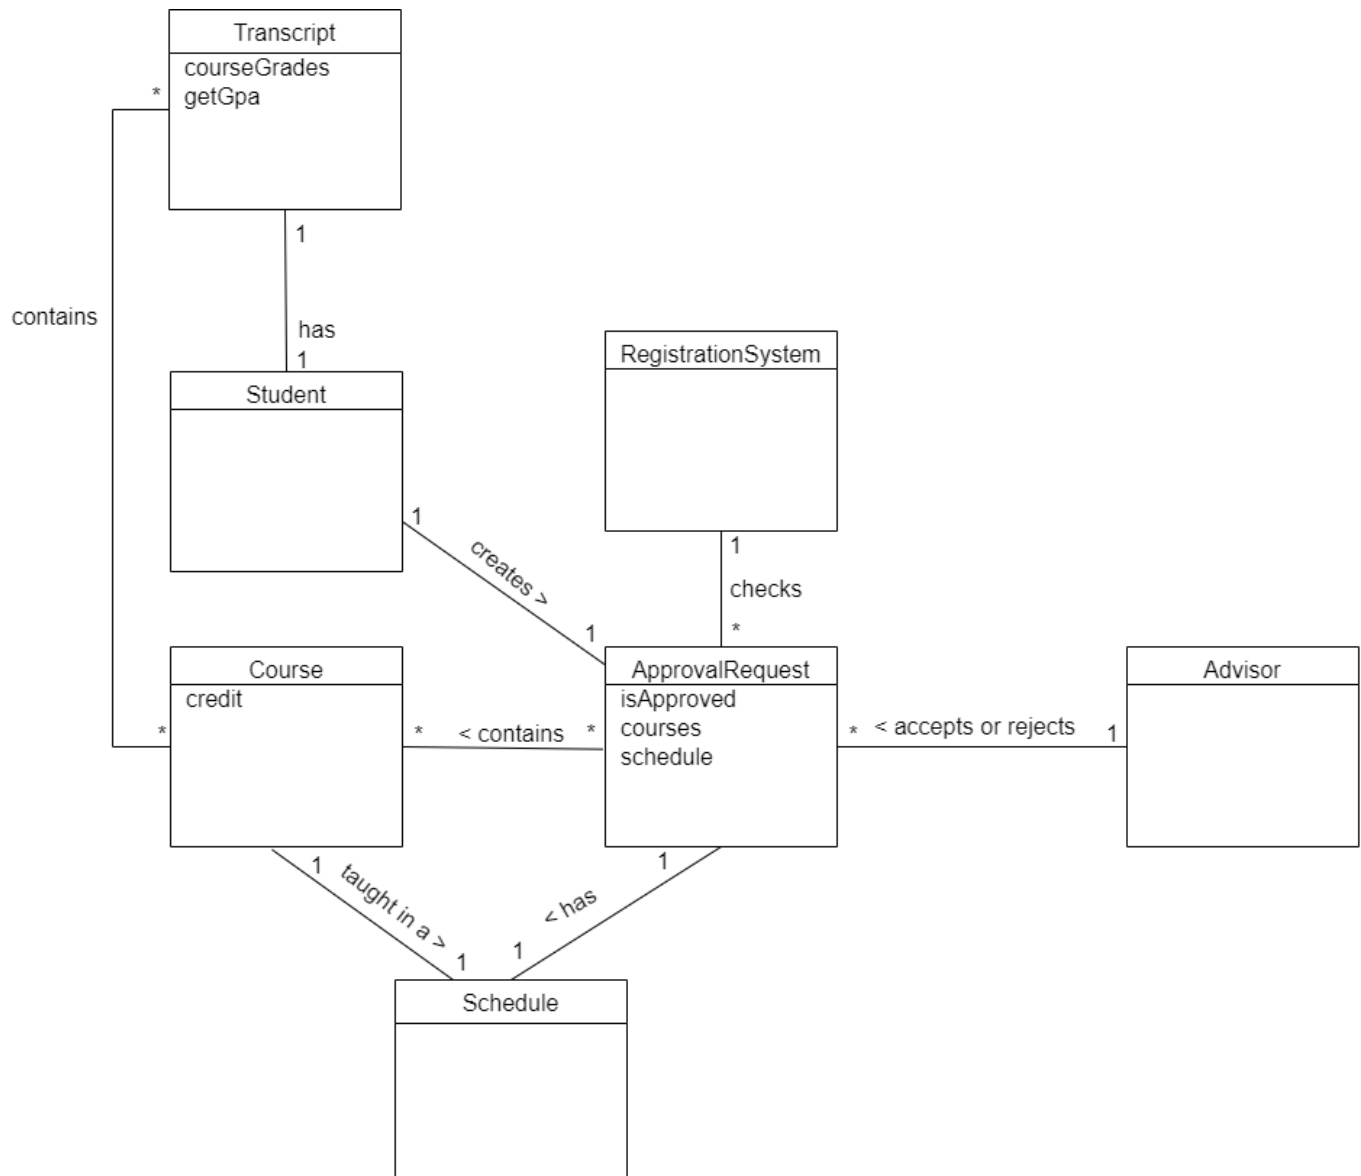 Transcript
courseGrades
getGpa
*
1
contains
has
1
Student
RegistrationSystem
1
creates >
1
1
checks
*
Course
credit
ApprovalRequest
isApproved
courses
schedule
Advisor
*
*
< contains
*
*
< accepts or rejects
1
1
taught in a >
1
1
< has
1
Schedule